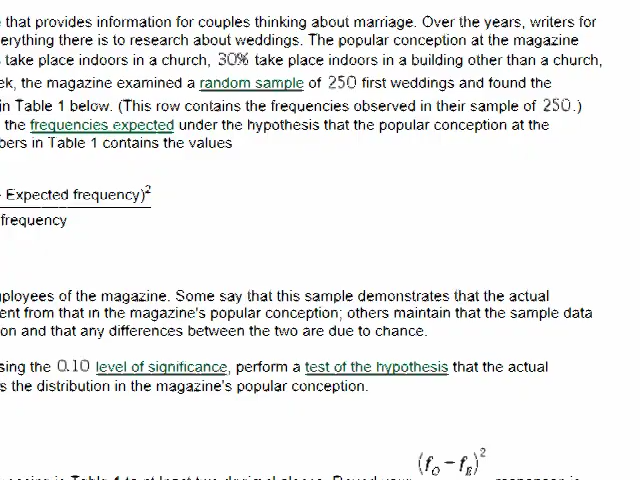 that provides information for couples thinking about marriage. Over the years, writers for
erything there is to research about weddings. The popular conception at the magazine
take place indoors in a church, 30% take place indoors in a building other than a church,
ek, the magazine examined a random sample of 250 first weddings and found the
in Table 1 below. (This row contains the frequencies observed in their sample of 250.)
the frequencies expected under the hypothesis that the popular conception at the
bers in Table 1 contains the values
Expected frequency)²
frequency
ployees of the magazine. Some say that this sample demonstrates that the actual
ent from that in the magazine's popular conception; others maintain that the sample data
on and that any differences between the two are due to chance.
sing the 0.10 level of significance, perform a test of the hypothesis that the actual
s the distribution in the magazine's popular conception.
(f_O − f_E)²